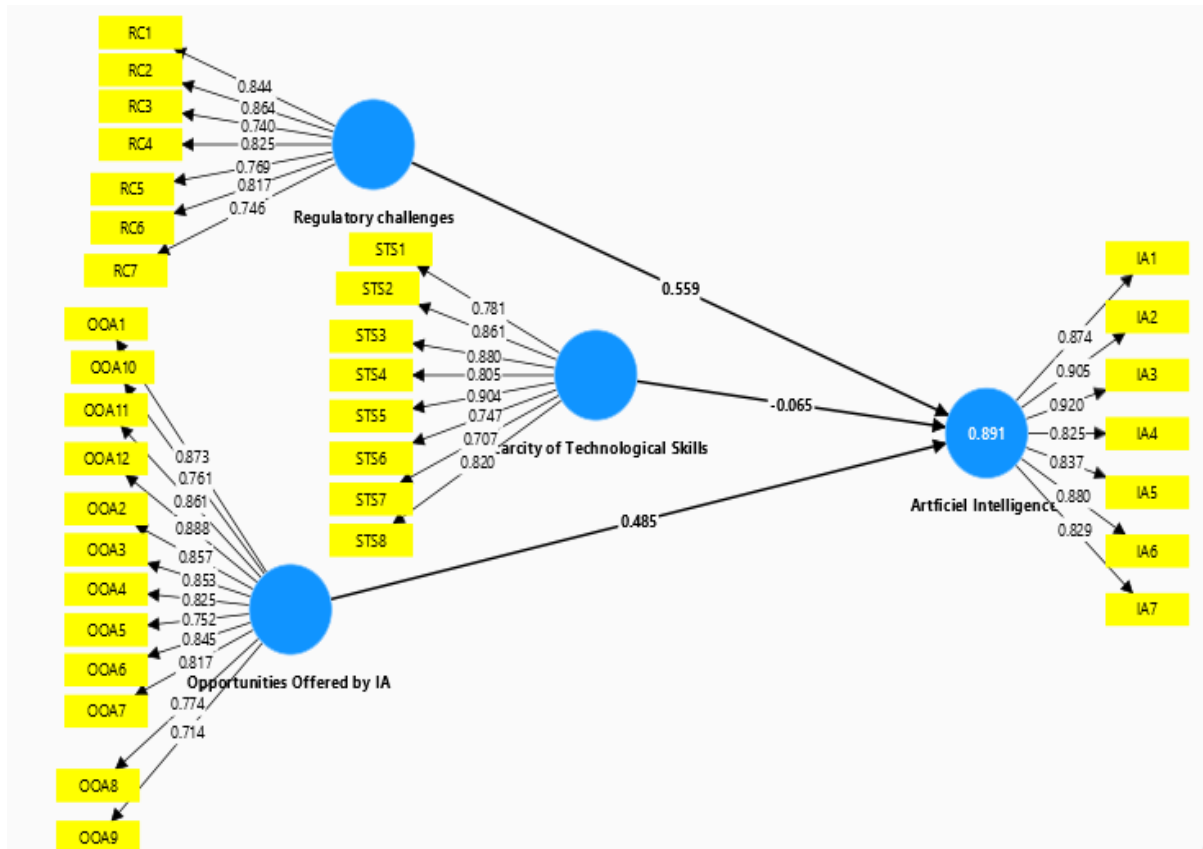 RC1
RC2
RC3
RC4
RC5
RC6
RC7
0.844
0.864
0.740
0.825
0.769
0.817
0.746
Regulatory challenges
STS1
STS2
STS3
STS4
STS5
STS6
STS7
STS8
0.781
0.861
0.880
0.805
0.904
0.747
0.707
0.820
arcity of Technological Skills
OOA1
OOA10
OOA11
OOA12
OOA2
OOA3
OOA4
OOA5
OOA6
OOA7
OOA8
OOA9
0.873
0.761
0.861
0.888
0.857
0.853
0.825
0.752
0.845
0.817
0.774
0.714
Opportunities Offered by IA
0.559
-0.065
0.485
0.891
Artficiel Intelligence
0.874
0.905
0.920
0.825
0.837
0.880
0.829
IA1
IA2
IA3
IA4
IA5
IA6
IA7